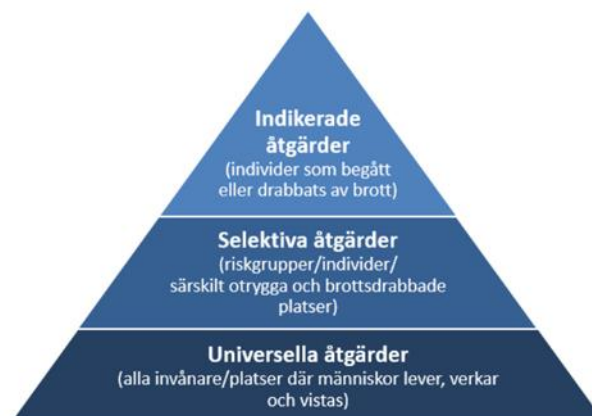 Indikerade
åtgärder
(individer som begått
eller drabbats av brott)
Selektiva åtgärder
(riskgrupper/individer/
särskilt otrygga och brottsdrabbade
platser)
Universella åtgärder
(alla invånare/platser där människor lever, verkar
och vistas)